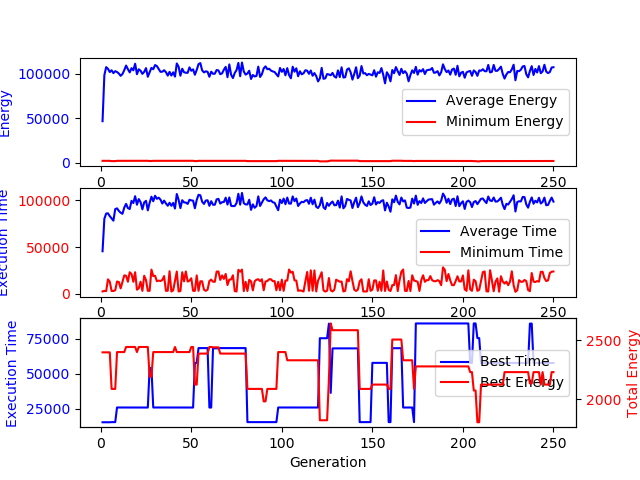 Energy
100000
50000
0
Average Energy
Minimum Energy
0
50
100
150
200
250
Execution Time
100000
50000
0
Average Time
Minimum Time
0
50
100
150
200
250
Execution Time
75000
50000
25000
Best Time
Best Energy
2500
2000
Total Energy
0
50
100
150
200
250
Generation